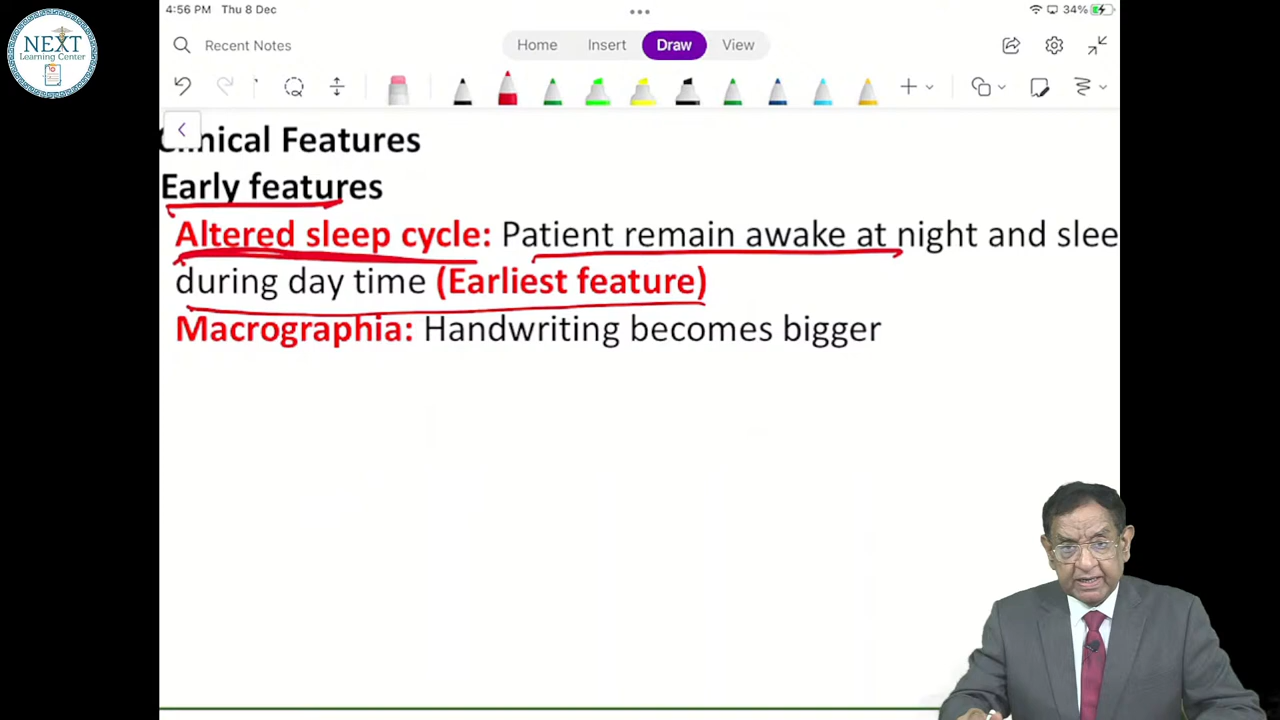 4:56 PM Thu 8 Dec
34%
NEXT
Learning Center
Recent Notes
Home
Insert
Draw
View
Clinical Features
Early features
Altered sleep cycle: Patient remain awake at night and slee
during day time (Earliest feature)
Macrographia: Handwriting becomes bigger